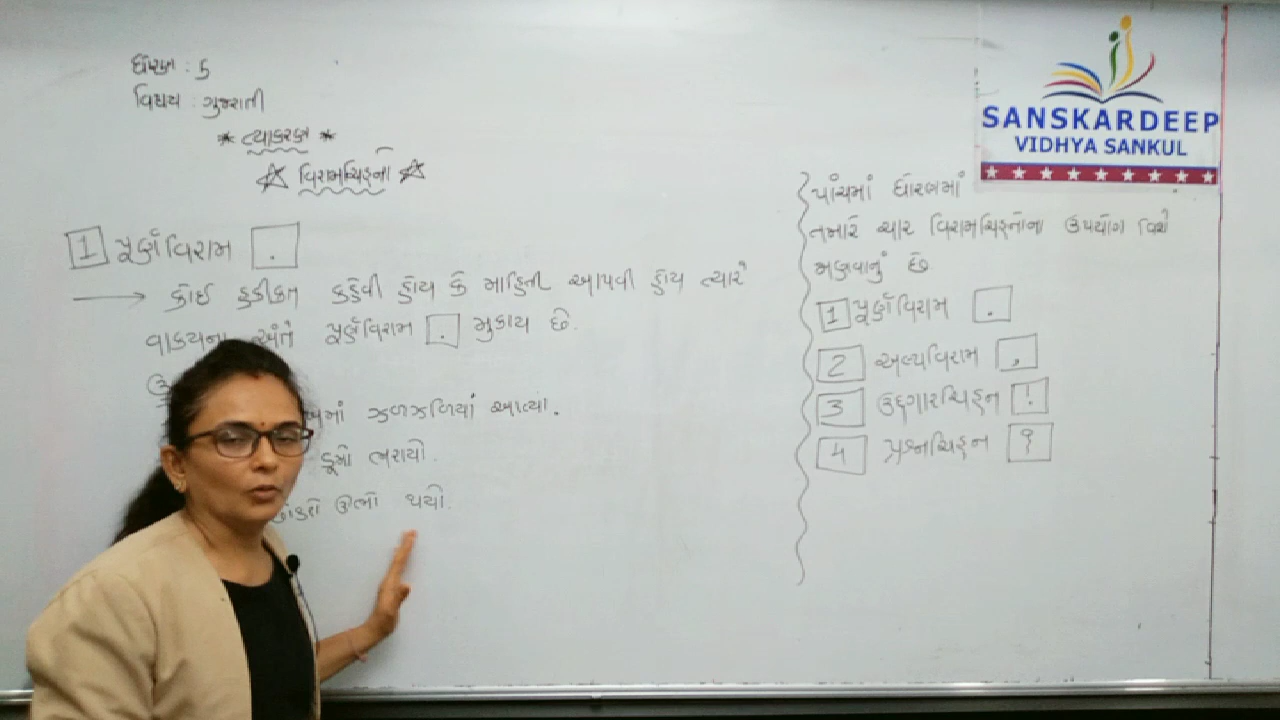 ધોરણ : ૬
વિષય : ગુજરાતી
* વ્યાકરણ *
વિરામચિહ્નો
1 પૂર્ણવિરામ .
→ કોઈ હકીકત કહેવી હોય કે માહિતી આપવી હોય ત્યારે
વાક્યના અંતે પૂર્ણવિરામ . મુકાય છે.
ઝળઝળિયાં આવ્યા.
ડૂમો ભરાયો.
ઊભો થયો.
પાંચમાં ધોરણમાં
તમારે ચાર વિરામચિહ્નોના ઉપયોગ વિશે
ભણવાનું છે
1 પૂર્ણવિરામ .
2 અલ્પવિરામ ,
3 ઉદ્દગારચિહ્ન !
4 પ્રશ્નચિહ્ન ?
SANSKARDEEP
VIDHYA SANKUL